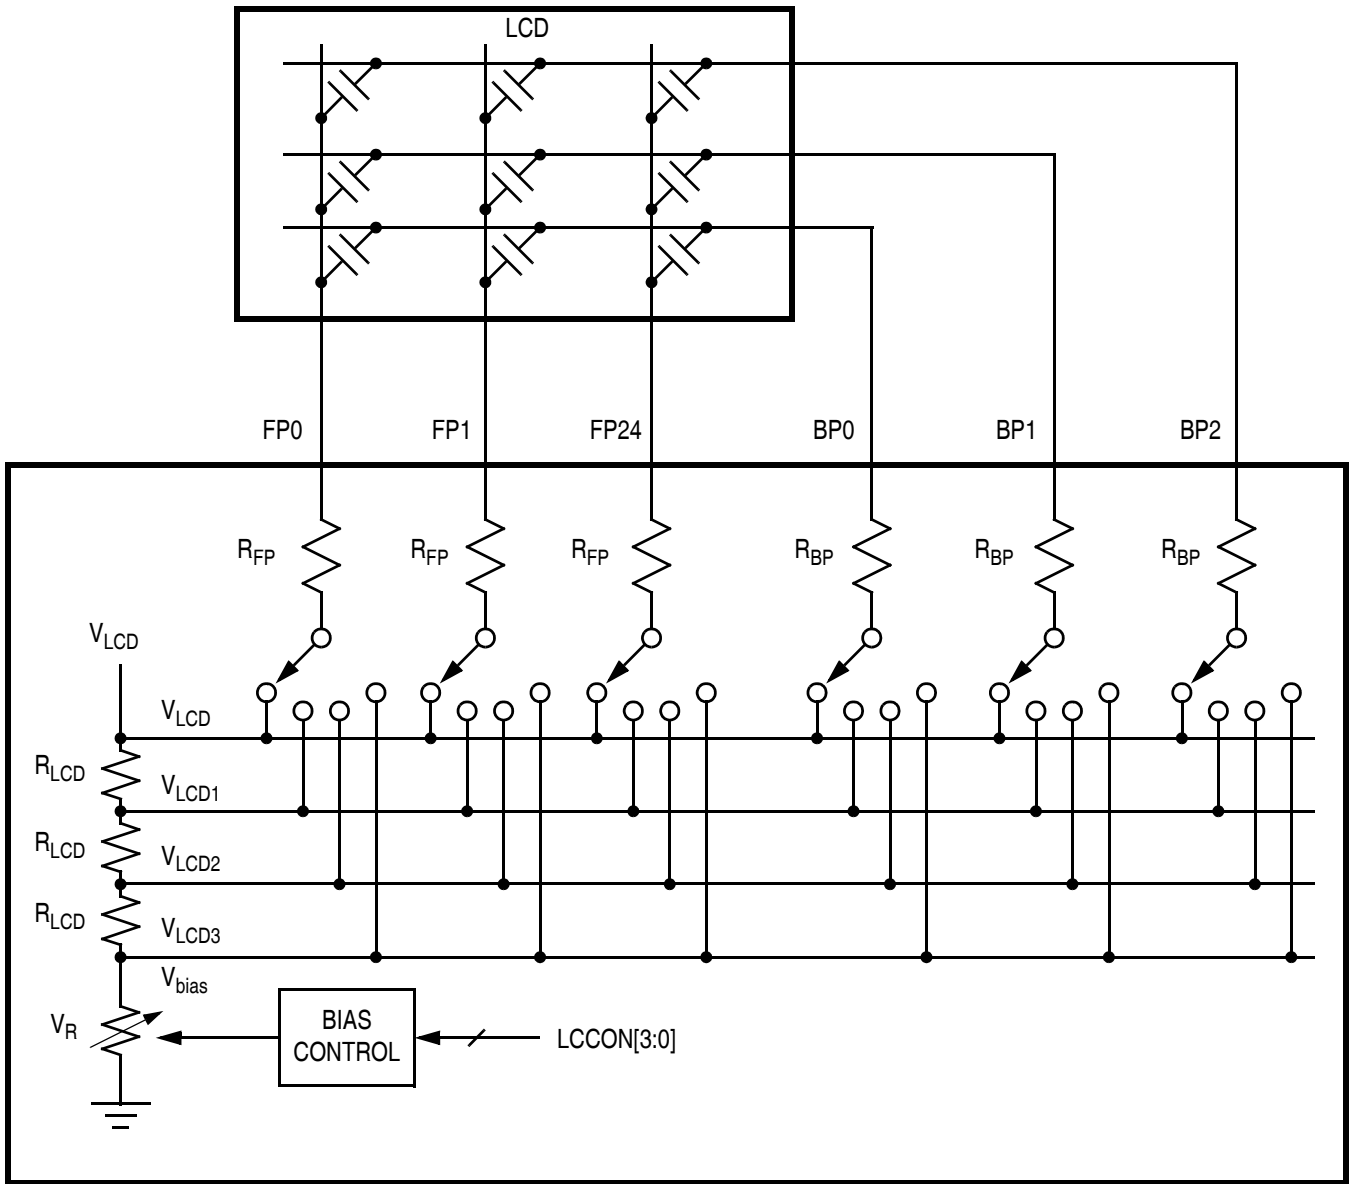 LCD
FP0 FP1 FP24 BP0 BP1 BP2
RFP RFP RFP RBP RBP RBP
VLCD
VLCD
RLCD
VLCD1
RLCD
VLCD2
RLCD
VLCD3
Vbias
VR
BIAS
CONTROL
LCCON[3:0]